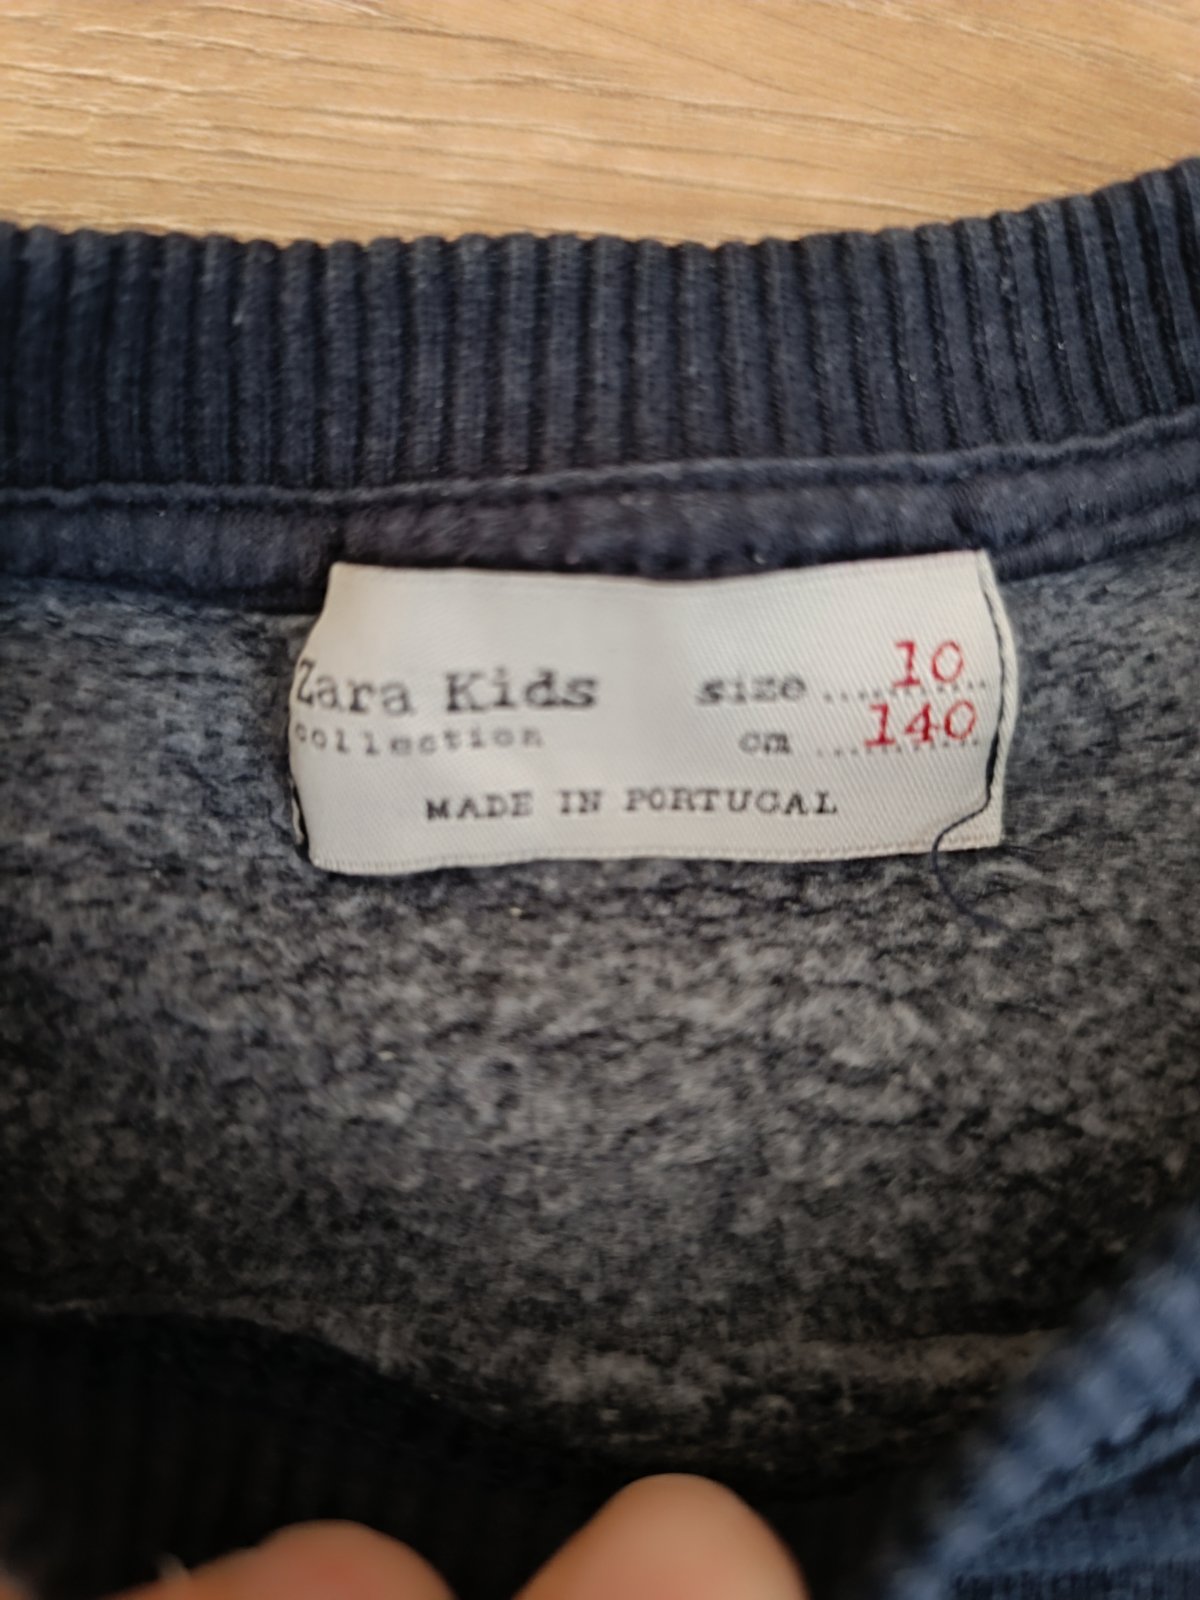 Zara Kids
collection
size ........ 10
cm ........ 140
MADE IN PORTUGAL